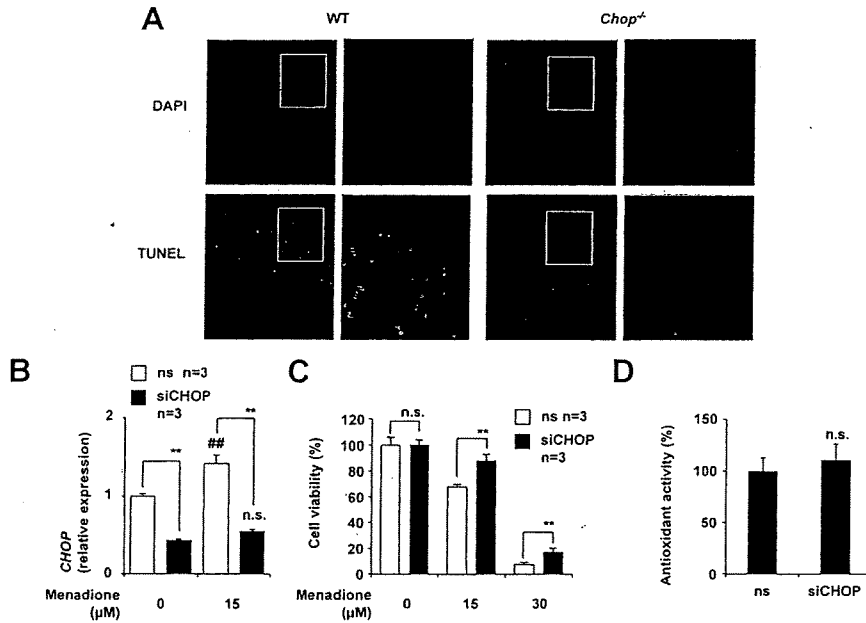 A
WT
Chop-/-
DAPI
TUNEL
B
ns n=3
siCHOP
n=3
CHOP
(relative expression)
2
1
0
**
##
**
n.s.
Menadione
(μM)
0
15
C
ns n=3
siCHOP
n=3
Cell viability (%)
120
100
80
60
40
20
0
n.s.
**
**
Menadione
(μM)
0
15
30
D
Antioxidant activity (%)
150
100
50
0
n.s.
ns
siCHOP